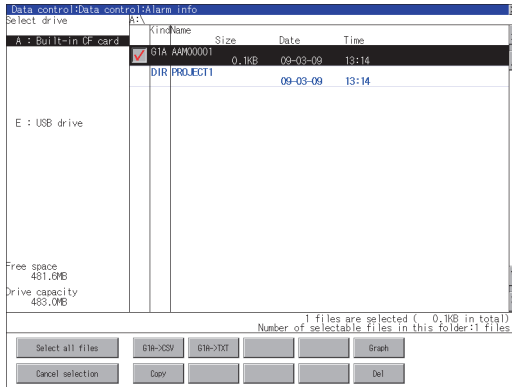 Data control:Data control:Alarm info
Select drive
A:\
Kind Name
Size Date Time
A : Built-in CF card
G1A AAM00001
0.1KB 09-03-09 13:14
DIR PROJECT1
09-03-09 13:14
E : USB drive
Free space
481.6MB
Drive capacity
483.0MB
1 files are selected ( 0.1KB in total)
Number of selectable files in this folder:1 files
Select all files G1A->CSV G1A->TXT Graph
Cancel selection Copy Del